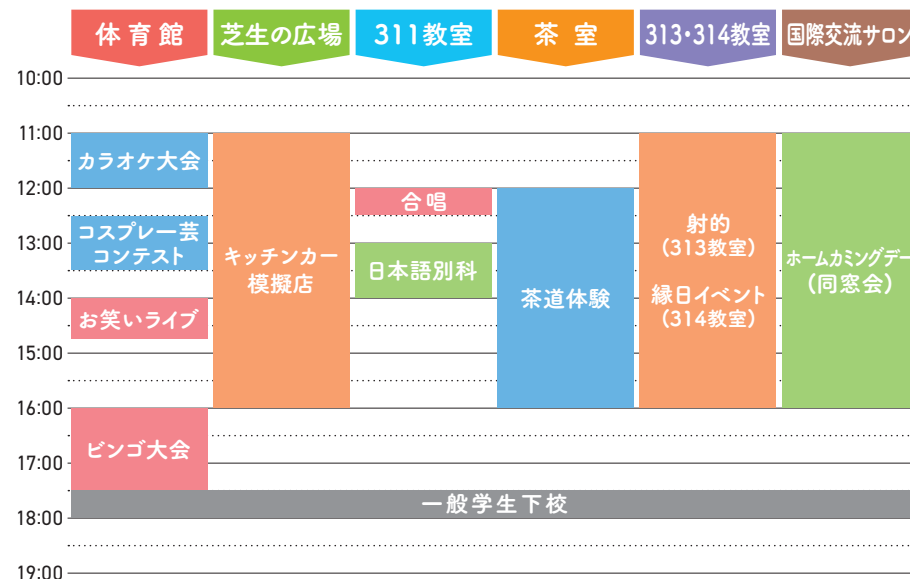 体育館
芝生の広場
311教室
茶室
313・314教室
国際交流サロン
10:00
11:00
12:00
13:00
14:00
15:00
16:00
17:00
18:00
19:00
カラオケ大会
コスプレ一芸
コンテスト
お笑いライブ
ビンゴ大会
キッチンカー
模擬店
合唱
日本語別科
茶道体験
射的
(313教室)
縁日イベント
(314教室)
ホームカミングデー
(同窓会)
一般学生下校